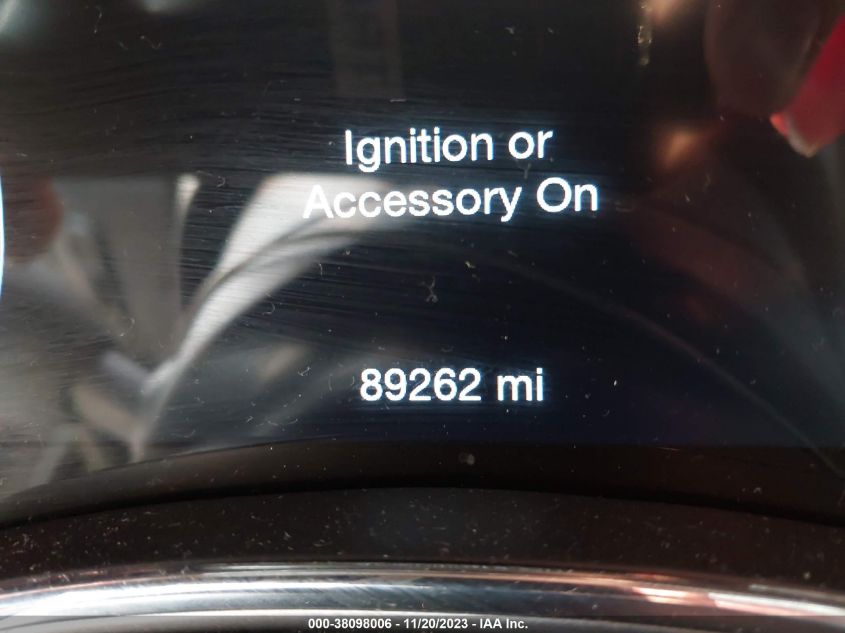 Ignition or
Accessory On
89262 mi
000-38098006 - 11/20/2023 - IAA Inc.